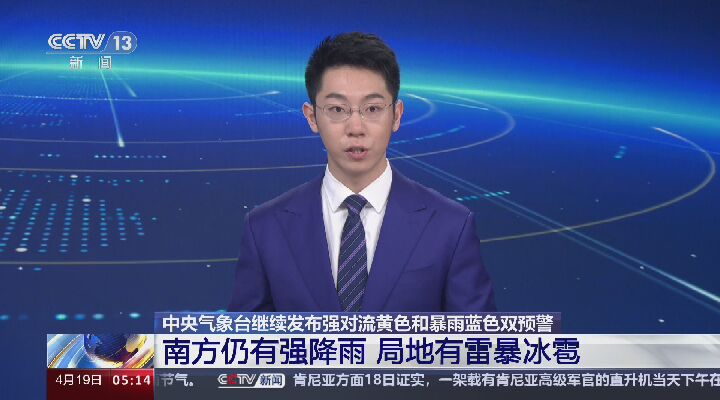 CCTV 13
新闻
中央气象台继续发布强对流黄色和暴雨蓝色双预警
南方仍有强降雨 局地有雷暴冰雹
4月19日 05:14 节气。 CCTV 新闻 肯尼亚方面18日证实，一架载有肯尼亚高级军官的直升机当天下午在